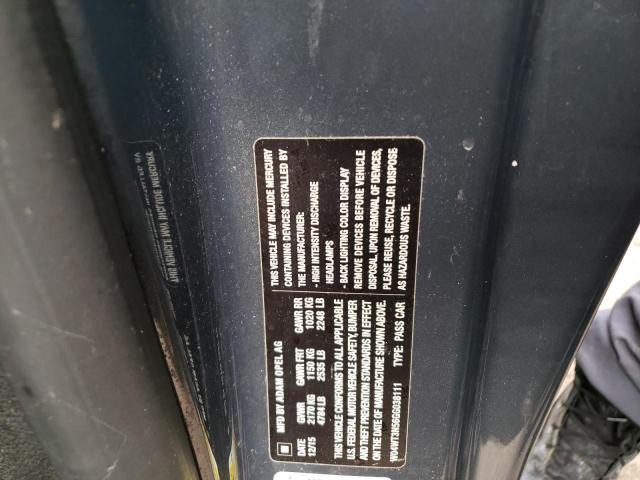 MFD BY ADAM OPEL AG
DATE GVWR GAWR FRT GAWR RR
12/15 2170 KG 1150 KG 1020 KG
4784 LB 2535 LB 2248 LB
THIS VEHICLE CONFORMS TO ALL APPLICABLE
U.S. FEDERAL MOTOR VEHICLE SAFETY, BUMPER
AND THEFT PREVENTION STANDARDS IN EFFECT
ON THE DATE OF MANUFACTURE SHOWN ABOVE.
W04WT3N56GG038111 TYPE: PASS CAR
THIS VEHICLE MAY INCLUDE MERCURY
CONTAINING DEVICES INSTALLED BY
THE MANUFACTURER:
- HIGH INTENSITY DISCHARGE
HEADLAMPS
- BACK LIGHTING COLOR DISPLAY
REMOVE DEVICES BEFORE VEHICLE
DISPOSAL. UPON REMOVAL OF DEVICES,
PLEASE REUSE, RECYCLE OR DISPOSE
AS HAZARDOUS WASTE.